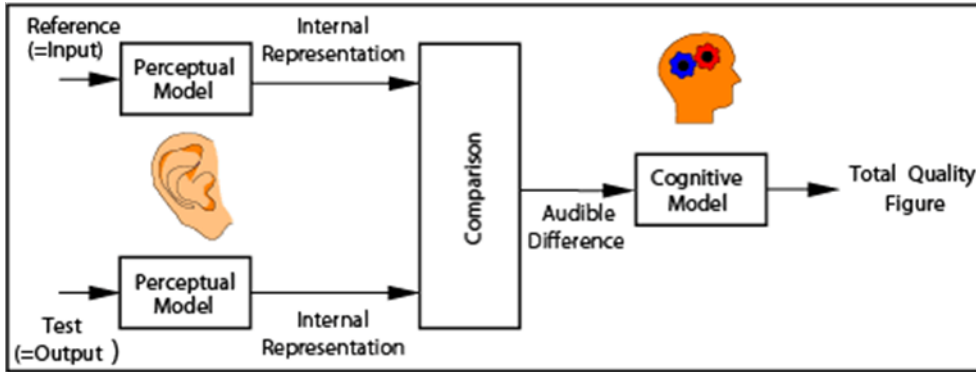 Reference
(=Input)
Perceptual
Model
Internal
Representation
Comparison
Cognitive
Model
Audible
Difference
Total Quality
Figure
Perceptual
Model
Internal
Representation
Test
(=Output )